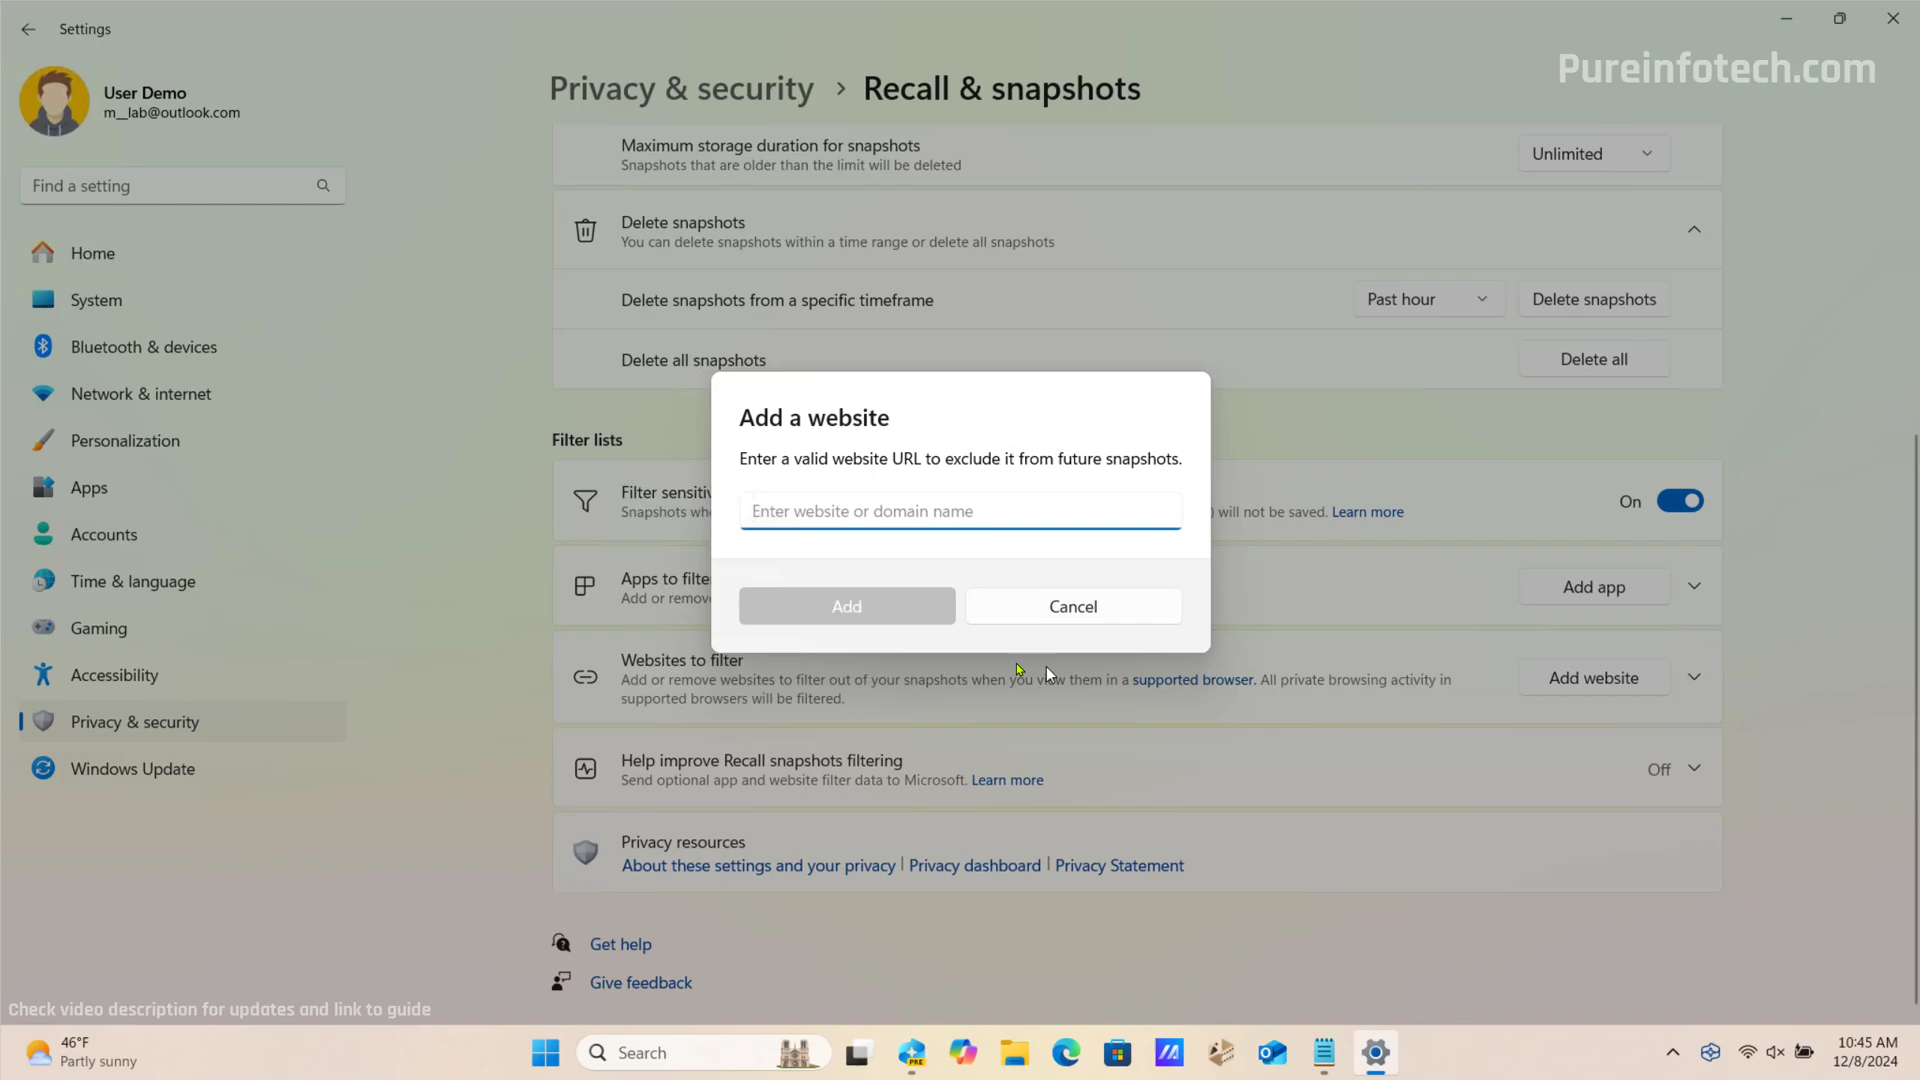 Settings
Pureinfotech.com
User Demo
m__lab@outlook.com
Find a setting
Home
System
Bluetooth & devices
Network & internet
Personalization
Apps
Accounts
Time & language
Gaming
Accessibility
Privacy & security
Windows Update
Privacy & security > Recall & snapshots
Maximum storage duration for snapshots
Snapshots that are older than the limit will be deleted
Unlimited
Delete snapshots
You can delete snapshots within a time range or delete all snapshots
Delete snapshots from a specific timeframe
Past hour
Delete snapshots
Delete all snapshots
Delete all
Filter lists
Filter sensitiv
Snapshots whe
) will not be saved. Learn more
On
Apps to filte
Add or remov
Add app
Add a website
Enter a valid website URL to exclude it from future snapshots.
Enter website or domain name
Add
Cancel
Websites to filter
Add or remove websites to filter out of your snapshots when you view them in a supported browser. All private browsing activity in
supported browsers will be filtered.
Add website
Help improve Recall snapshots filtering
Send optional app and website filter data to Microsoft. Learn more
Off
Privacy resources
About these settings and your privacy | Privacy dashboard | Privacy Statement
Get help
Give feedback
Check video description for updates and link to guide
46°F
Partly sunny
Search
PRE
10:45 AM
12/8/2024